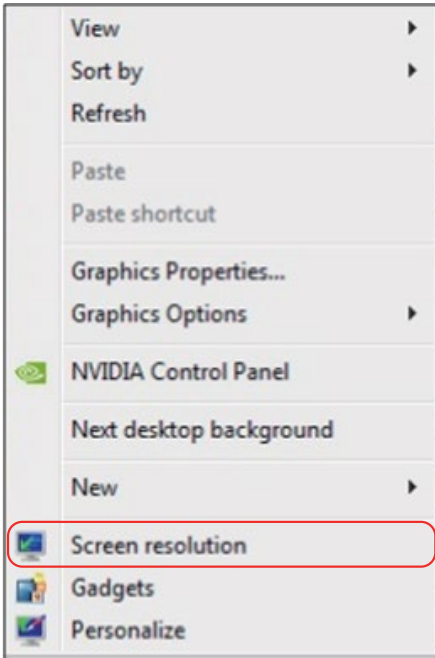 View
Sort by
Refresh
Paste
Paste shortcut
Graphics Properties...
Graphics Options
NVIDIA Control Panel
Next desktop background
New
Screen resolution
Gadgets
Personalize